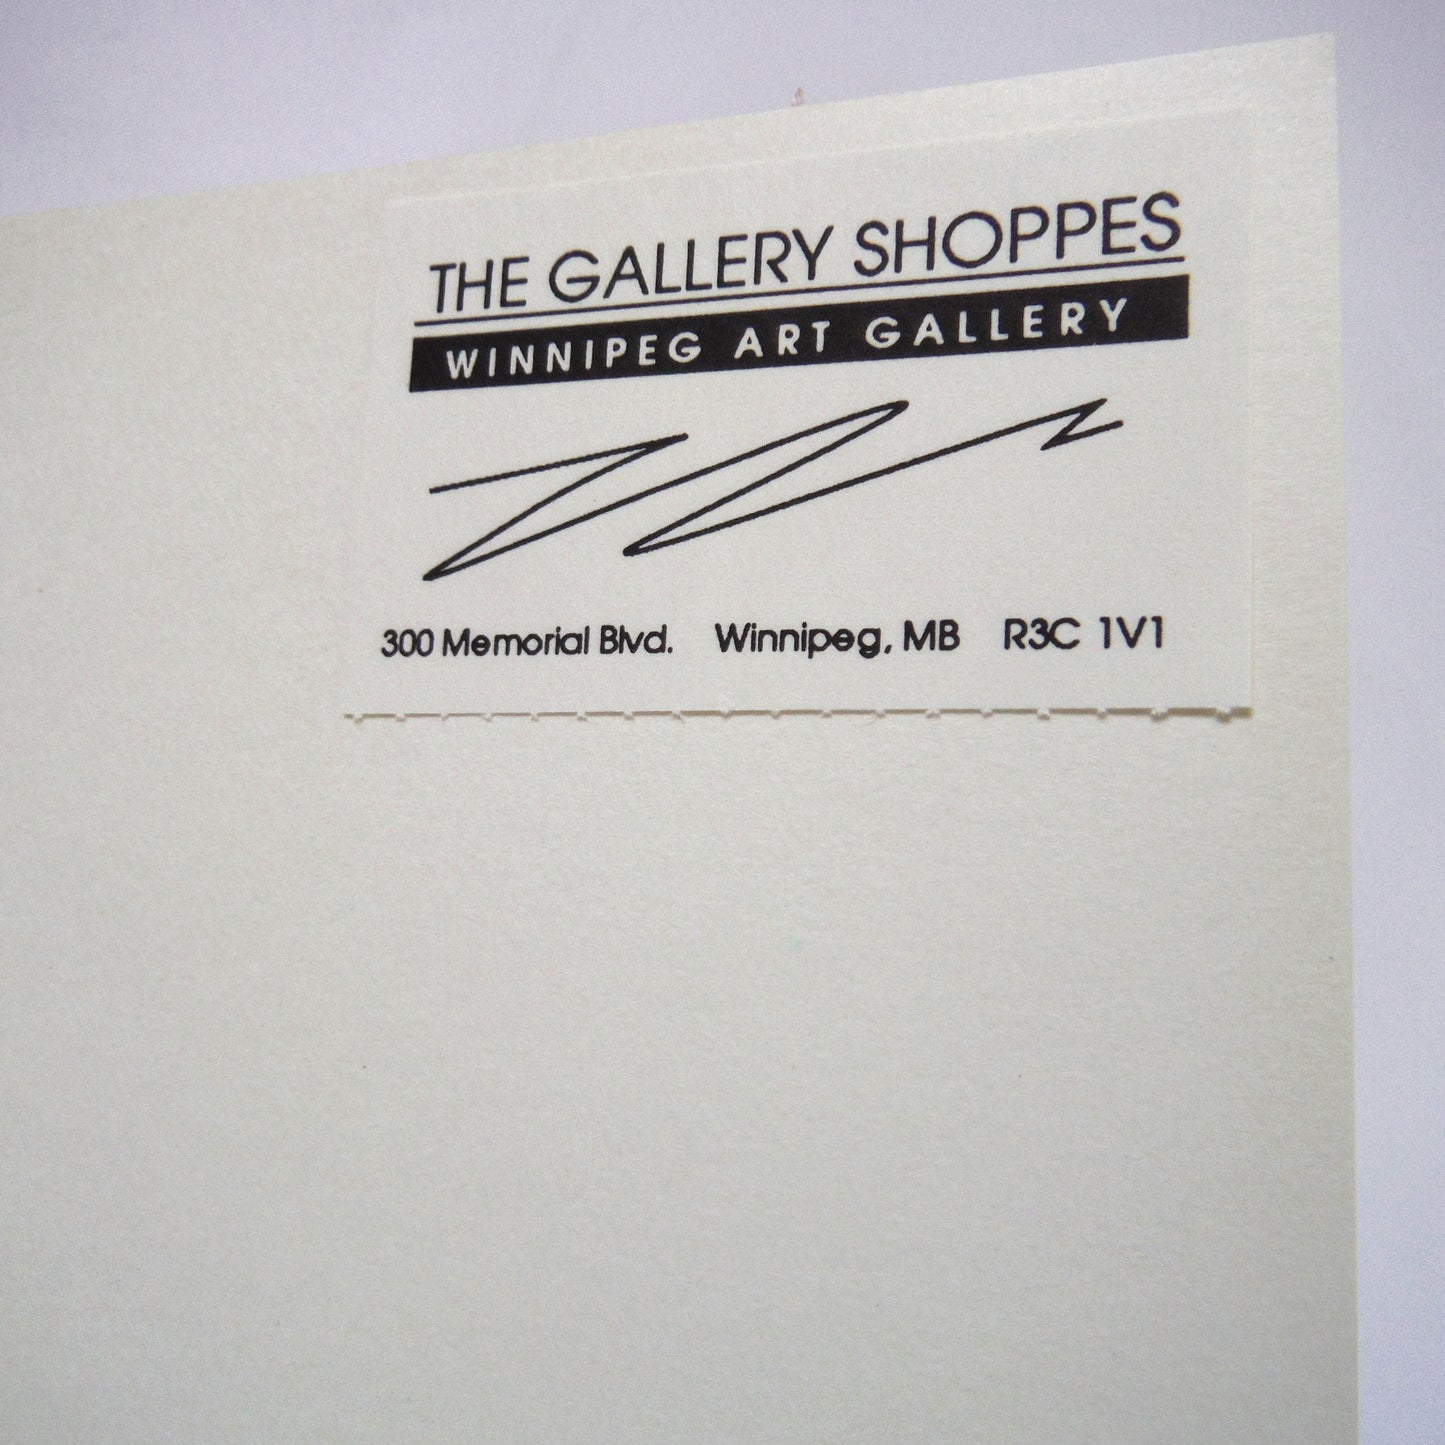 THE GALLERY SHOPPES
WINNIPEG ART GALLERY
300 Memorial Blvd. Winnipeg, MB R3C 1V1